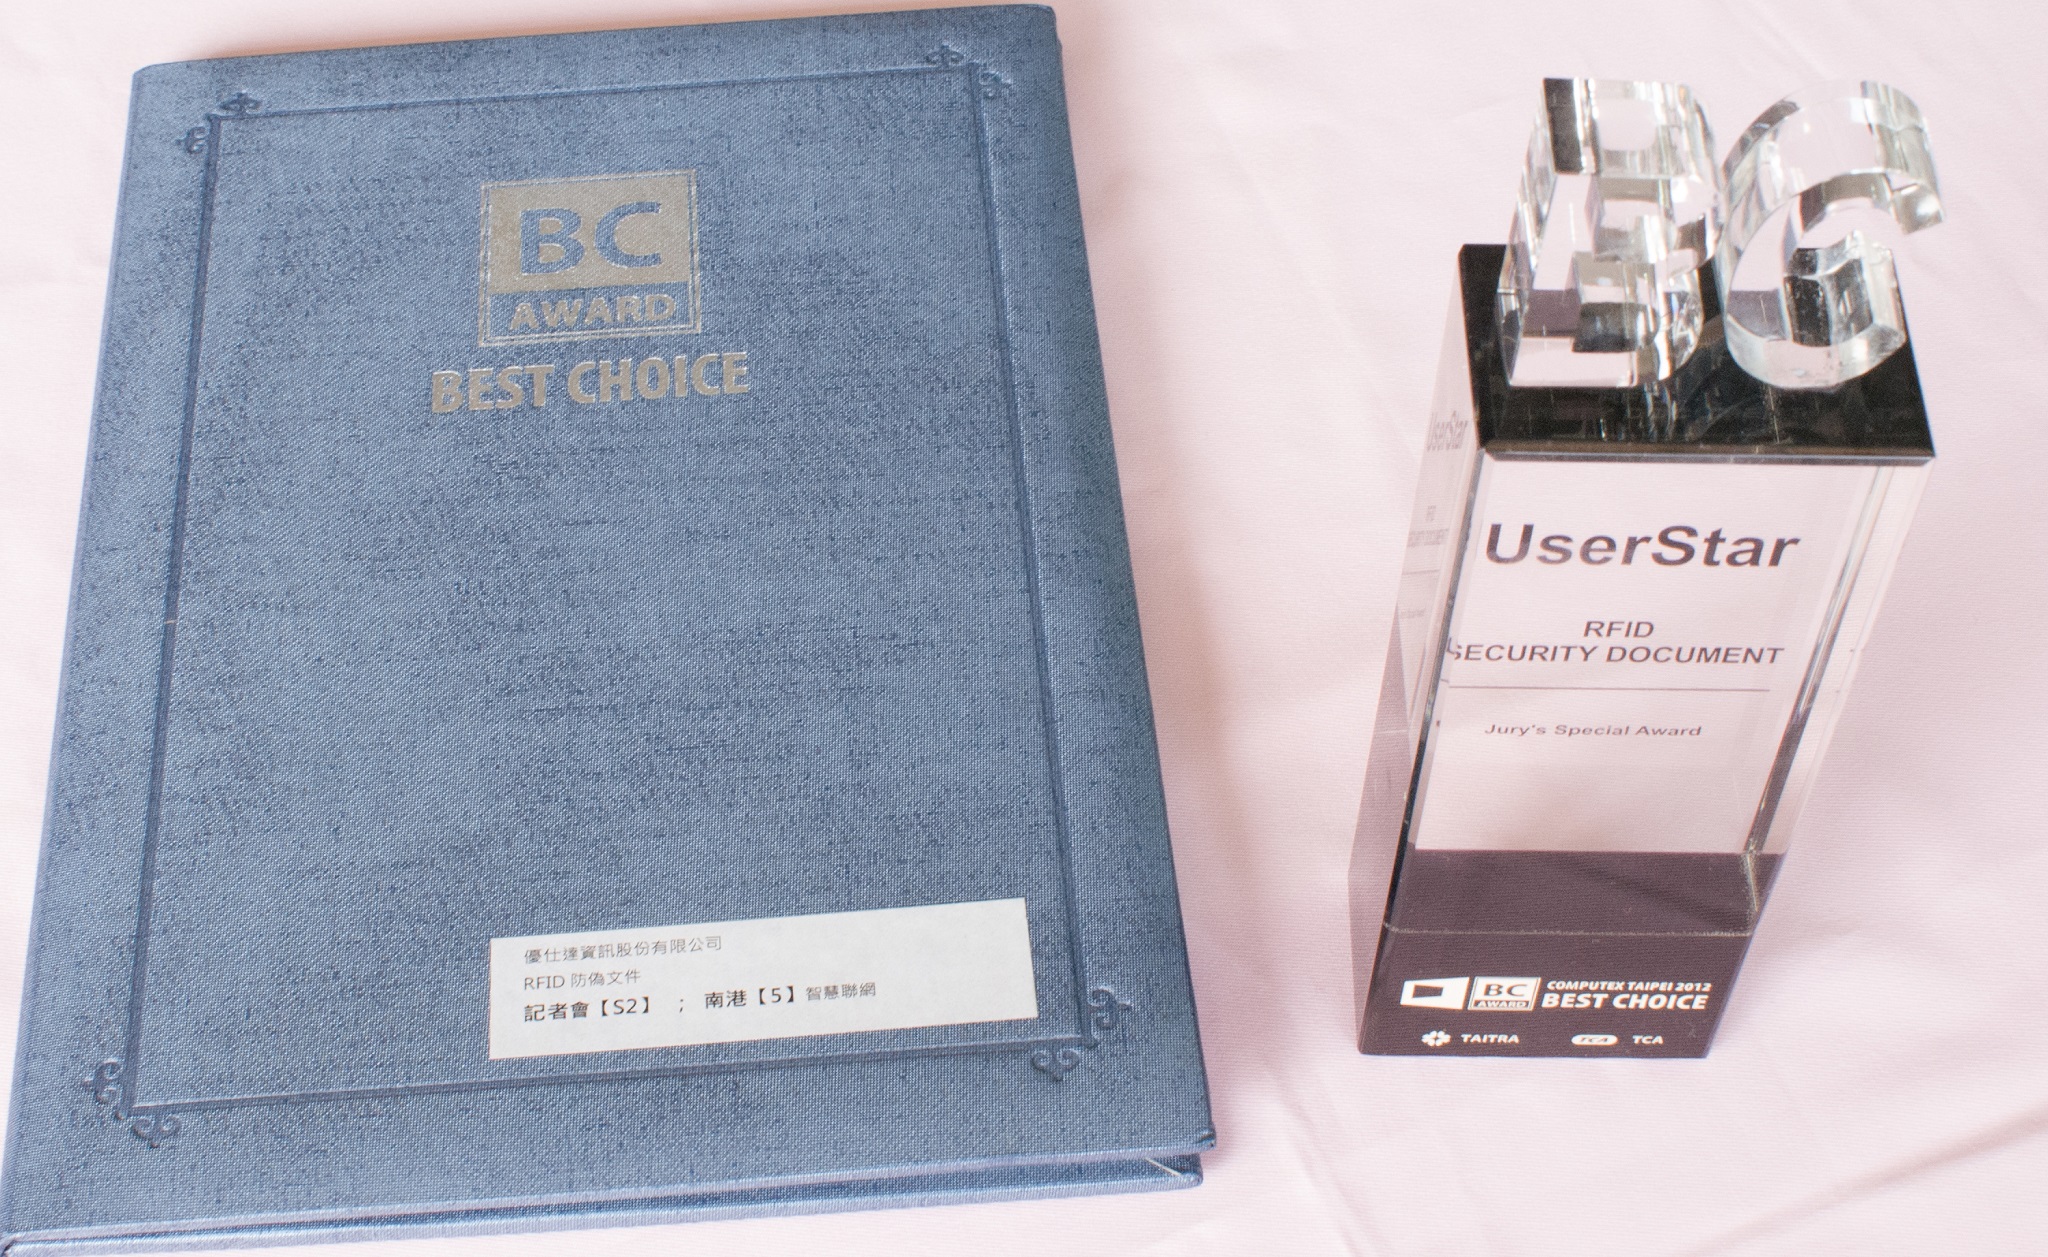 BC
AWARD
BEST CHOICE
優仕達資訊股份有限公司
RFID 防偽文件
記者會【S2】 ； 南港【5】智慧聯網
BC
UserStar
RFID
SECURITY DOCUMENT
Jury's Special Award
BC
AWARD
COMPUTEX TAIPEI 2012
BEST CHOICE
TAITRA
TCA
TCA
UserStar